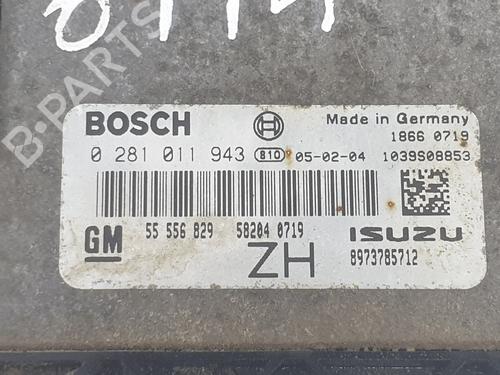 B-PARTS
BOSCH
Made in Germany
1866 0719
0 281 011 943 810 05-02-04 1039S08853
GM 55 556 829 58204 0719 ISUZU
ZH 8973785712